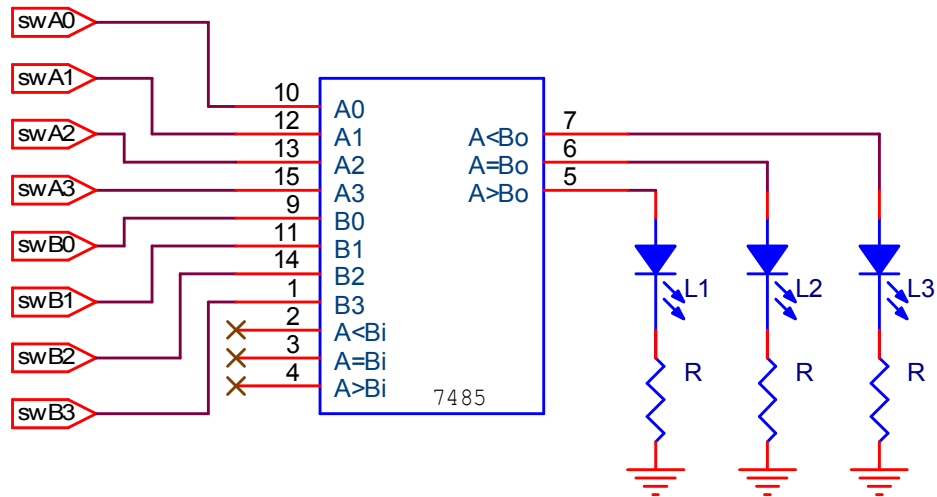 swA0
swA1
swA2
swA3
swB0
swB1
swB2
swB3
10
12
13
15
9
11
14
1
2
3
4
A0
A1
A2
A3
B0
B1
B2
B3
A<Bi
A=Bi
A>Bi
A<Bo
A=Bo
A>Bo
7485
7
6
5
L1
L2
L3
R
R
R